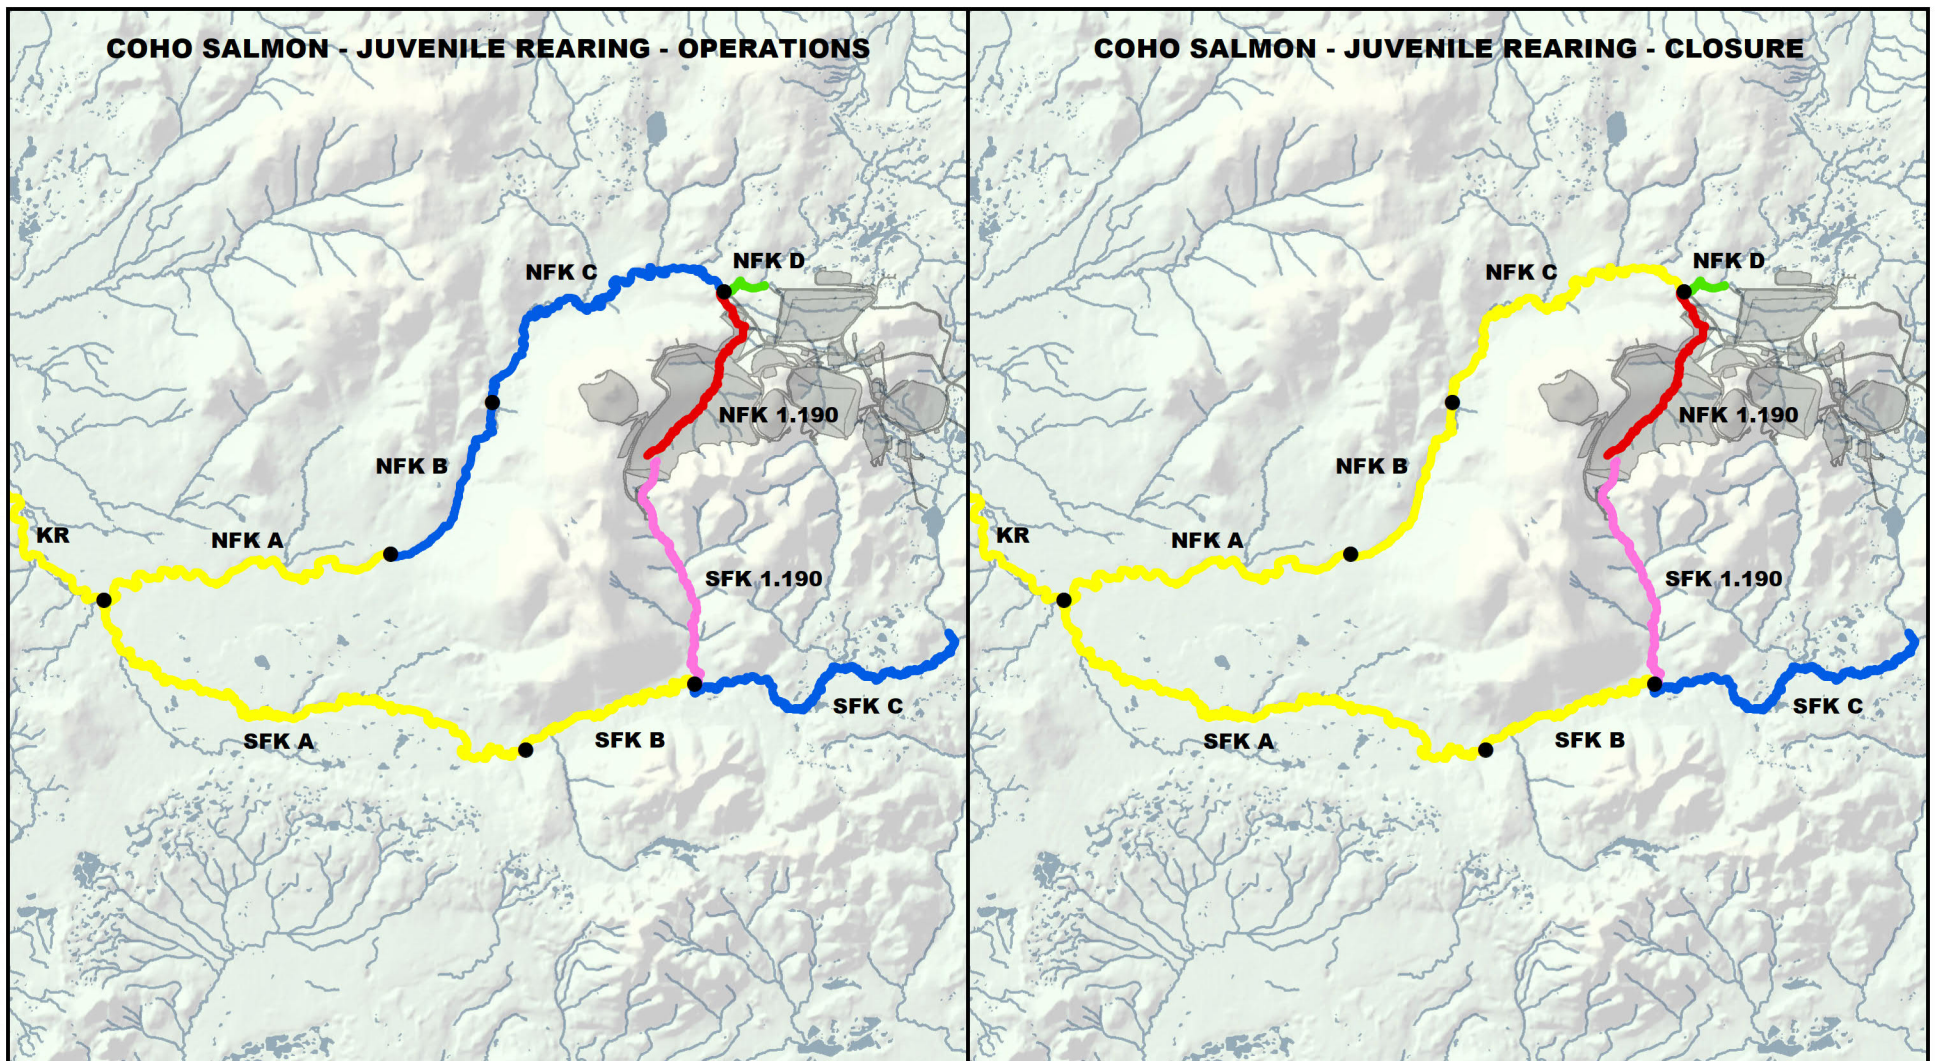 COHO SALMON - JUVENILE REARING - OPERATIONS
NFK D
NFK C
NFK 1.190
NFK B
KR
NFK A
SFK 1.190
SFK C
SFK A
SFK B
COHO SALMON - JUVENILE REARING - CLOSURE
NFK D
NFK C
NFK 1.190
NFK B
KR
NFK A
SFK 1.190
SFK C
SFK A
SFK B